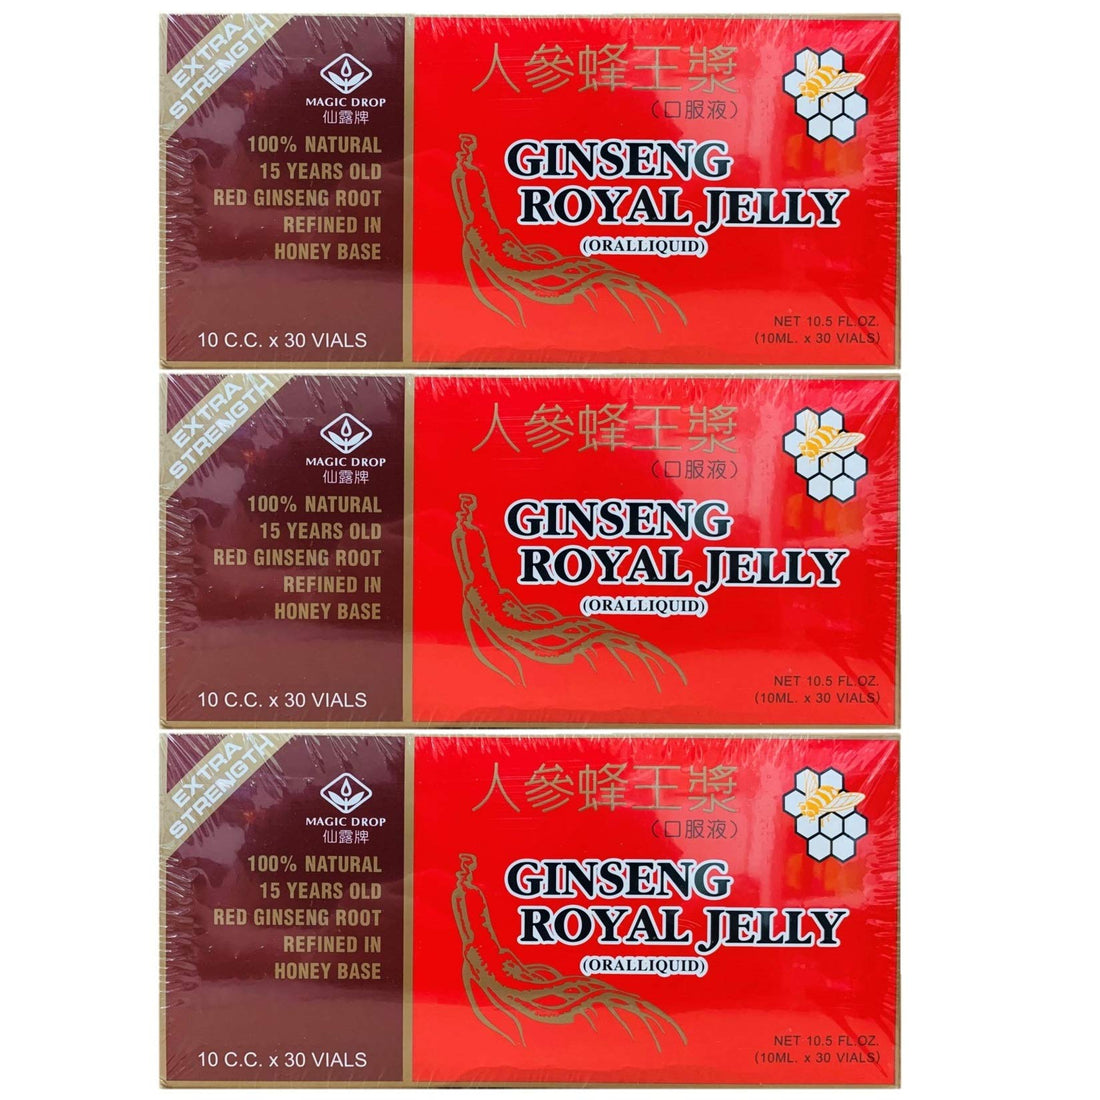 EXTRA
STRENGTH
MAGIC DROP
仙露牌
100% NATURAL
15 YEARS OLD
RED GINSENG ROOT
REFINED IN
HONEY BASE
10 C.C. x 30 VIALS
人參蜂王漿
(口服液)
GINSENG
ROYAL JELLY
(ORALLIQUID)
NET 10.5 FL.OZ.
(10ML. x 30 VIALS)
EXTRA
STRENGTH
MAGIC DROP
仙露牌
100% NATURAL
15 YEARS OLD
RED GINSENG ROOT
REFINED IN
HONEY BASE
10 C.C. x 30 VIALS
人參蜂王漿
(口服液)
GINSENG
ROYAL JELLY
(ORALLIQUID)
NET 10.5 FL.OZ.
(10ML. x 30 VIALS)
EXTRA
STRENGTH
MAGIC DROP
仙露牌
100% NATURAL
15 YEARS OLD
RED GINSENG ROOT
REFINED IN
HONEY BASE
10 C.C. x 30 VIALS
人參蜂王漿
(口服液)
GINSENG
ROYAL JELLY
(ORALLIQUID)
NET 10.5 FL.OZ.
(10ML. x 30 VIALS)